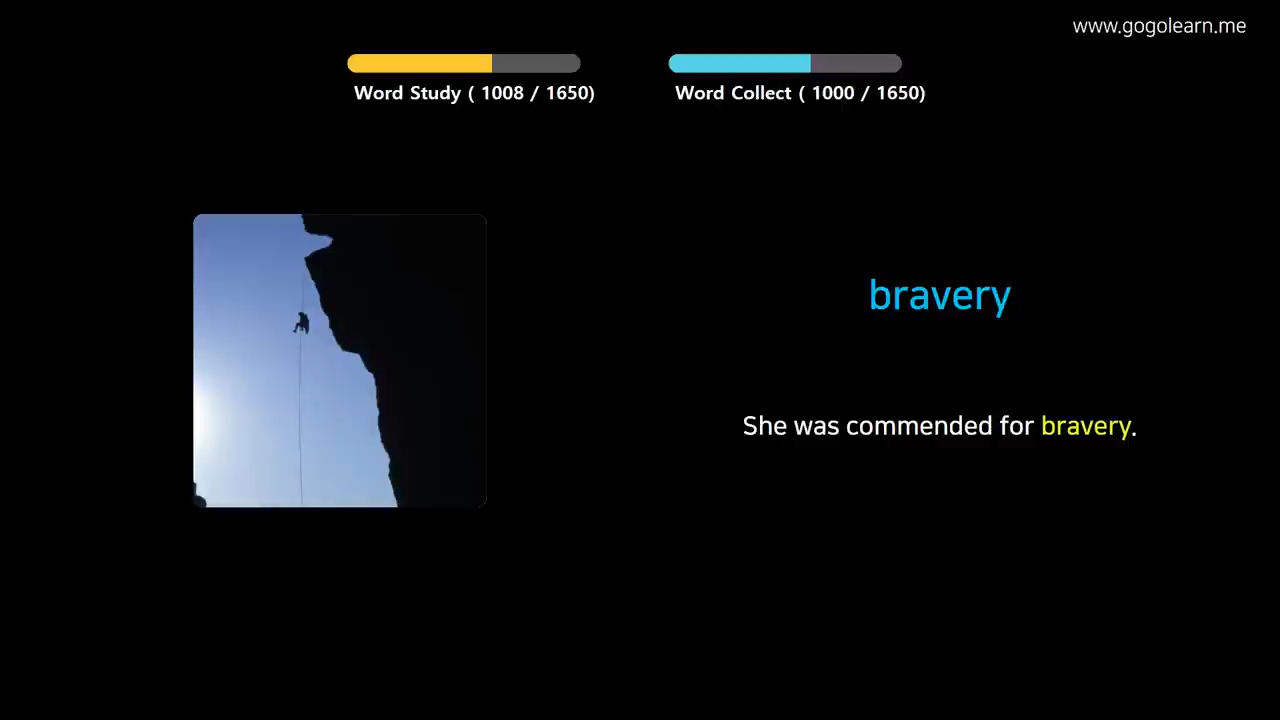 www.gogolearn.me
Word Study ( 1008 / 1650)
Word Collect ( 1000 / 1650)
bravery
She was commended for bravery.